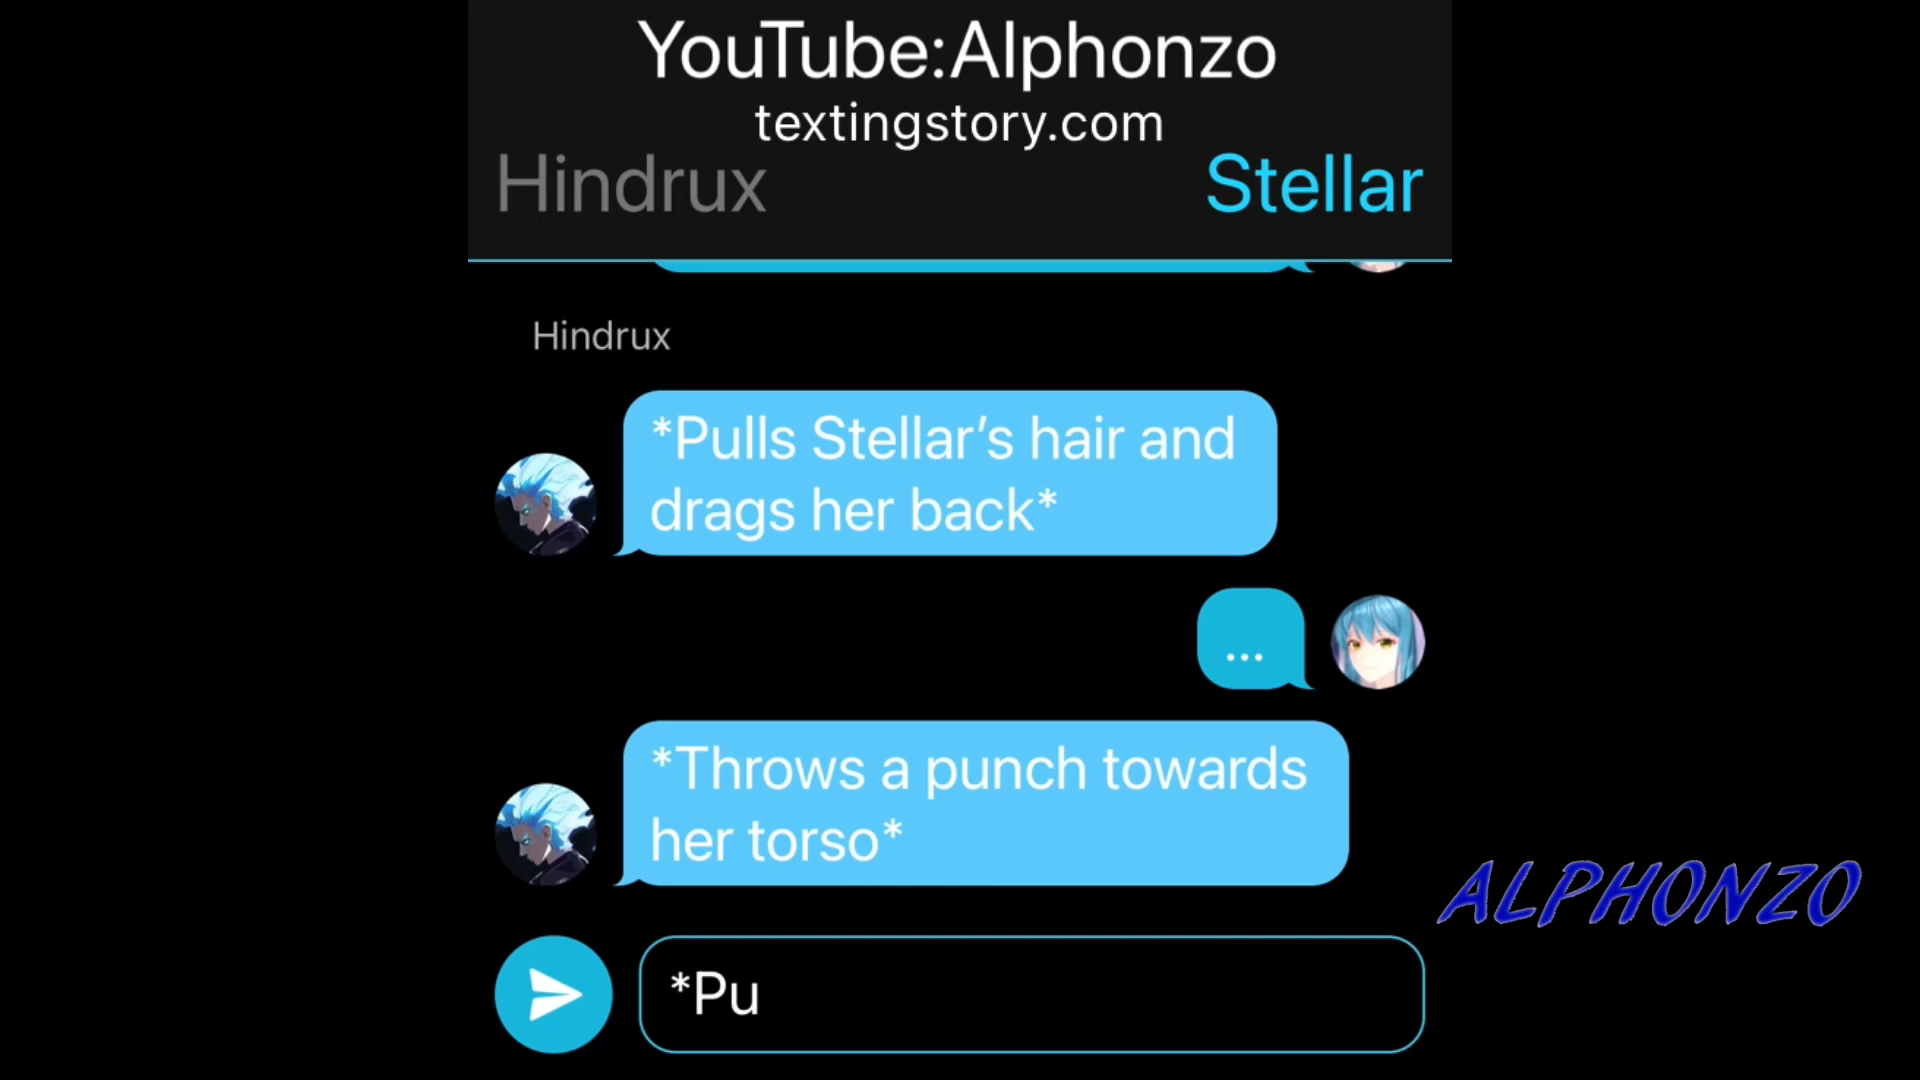 YouTube:Alphonzo
textingstory.com
Hindrux
Stellar
Hindrux
*Pulls Stellar’s hair and
drags her back*
...
*Throws a punch towards
her torso*
ALPHONZO
*Pu